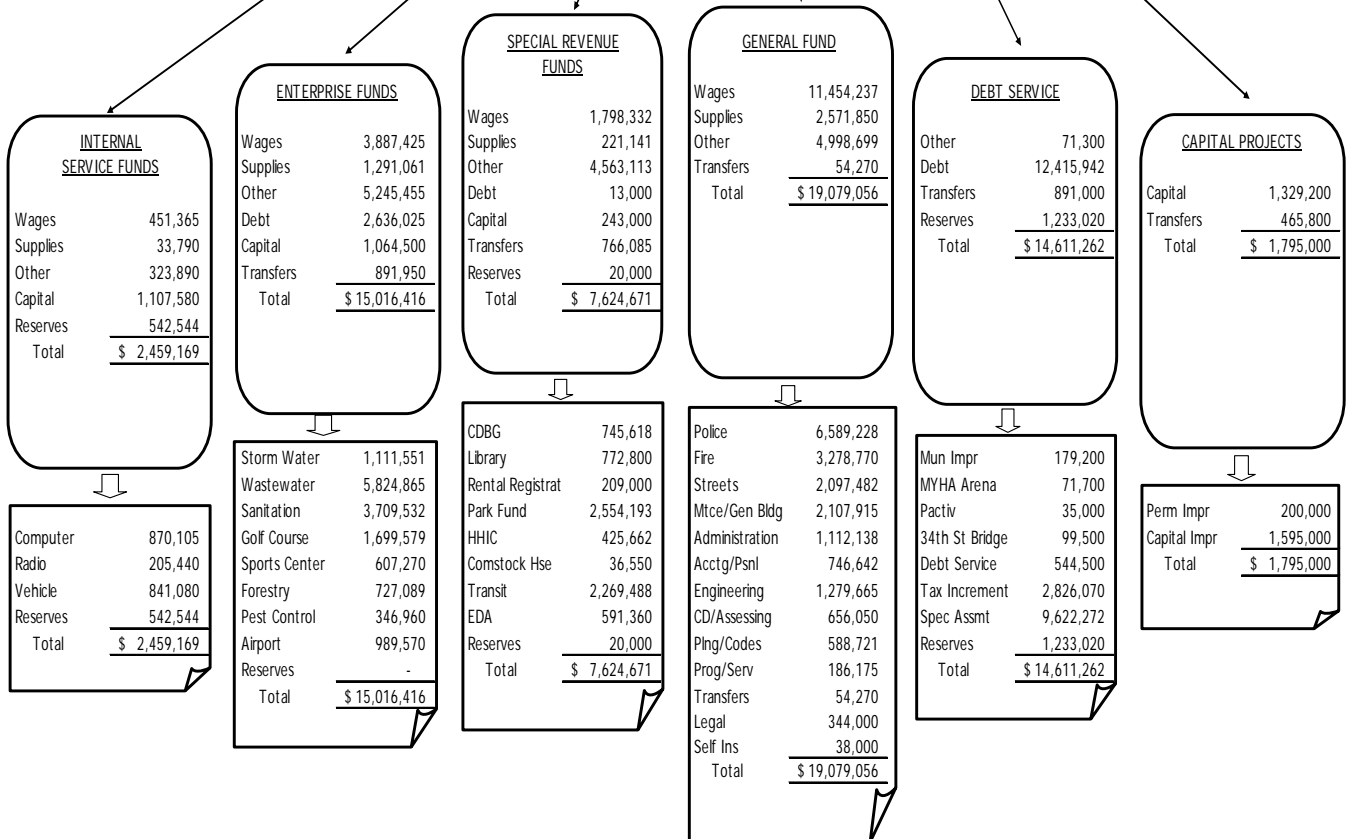 INTERNAL
SERVICE FUNDS
Wages 451,365
Supplies 33,790
Other 323,890
Capital 1,107,580
Reserves 542,544
Total $ 2,459,169
Computer 870,105
Radio 205,440
Vehicle 841,080
Reserves 542,544
Total $ 2,459,169
ENTERPRISE FUNDS
Wages 3,887,425
Supplies 1,291,061
Other 5,245,455
Debt 2,636,025
Capital 1,064,500
Transfers 891,950
Total $ 15,016,416
Storm Water 1,111,551
Wastewater 5,824,865
Sanitation 3,709,532
Golf Course 1,699,579
Sports Center 607,270
Forestry 727,089
Pest Control 346,960
Airport 989,570
Reserves -
Total $ 15,016,416
SPECIAL REVENUE
FUNDS
Wages 1,798,332
Supplies 221,141
Other 4,563,113
Debt 13,000
Capital 243,000
Transfers 766,085
Reserves 20,000
Total $ 7,624,671
CDBG 745,618
Library 772,800
Rental Registrat 209,000
Park Fund 2,554,193
HHIC 425,662
Comstock Hse 36,550
Transit 2,269,488
EDA 591,360
Reserves 20,000
Total $ 7,624,671
GENERAL FUND
Wages 11,454,237
Supplies 2,571,850
Other 4,998,699
Transfers 54,270
Total $ 19,079,056
Police 6,589,228
Fire 3,278,770
Streets 2,097,482
Mtce/Gen Bldg 2,107,915
Administration 1,112,138
Acctg/Psnl 746,642
Engineering 1,279,665
CD/Assessing 656,050
Plng/Codes 588,721
Prog/Serv 186,175
Transfers 54,270
Legal 344,000
Self Ins 38,000
Total $ 19,079,056
DEBT SERVICE
Other 71,300
Debt 12,415,942
Transfers 891,000
Reserves 1,233,020
Total $ 14,611,262
Mun Impr 179,200
MYHA Arena 71,700
Pactiv 35,000
34th St Bridge 99,500
Debt Service 544,500
Tax Increment 2,826,070
Spec Assmt 9,622,272
Reserves 1,233,020
Total $ 14,611,262
CAPITAL PROJECTS
Capital 1,329,200
Transfers 465,800
Total $ 1,795,000
Perm Impr 200,000
Capital Impr 1,595,000
Total $ 1,795,000